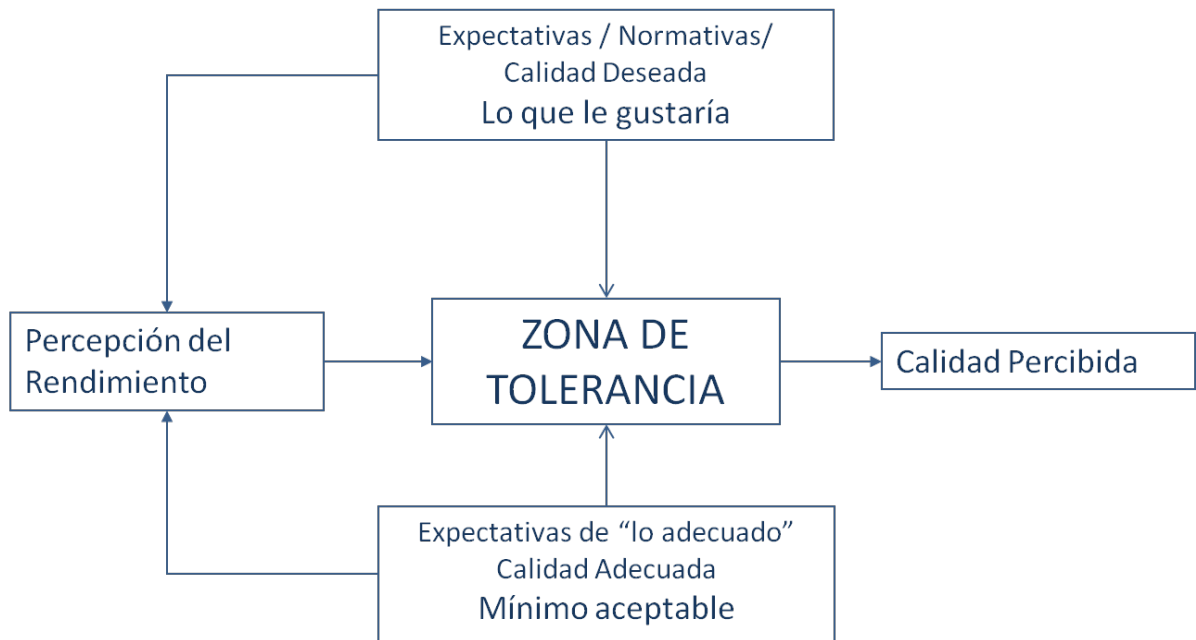 Expectativas / Normativas/
Calidad Deseada
Lo que le gustaría
Percepción del
Rendimiento
ZONA DE
TOLERANCIA
Calidad Percibida
Expectativas de “lo adecuado”
Calidad Adecuada
Mínimo aceptable